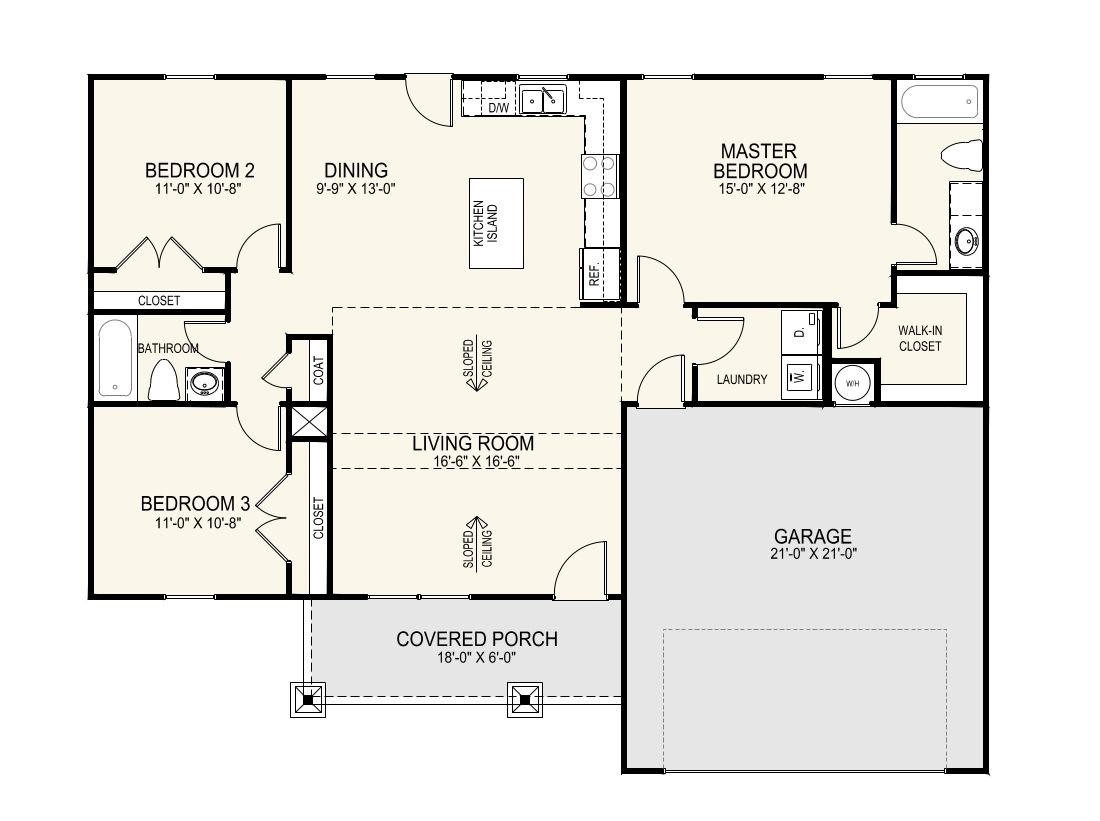 D/W
BEDROOM 2
11'-0" X 10'-8"
DINING
9'-9" X 13'-0"
MASTER
BEDROOM
15'-0" X 12'-8"
KITCHEN
ISLAND
REF.
CLOSET
BATHROOM
COAT
SLOPED
CEILING
LAUNDRY
D.
W.
W/H
WALK-IN
CLOSET
LIVING ROOM
16'-6" X 16'-6"
BEDROOM 3
11'-0" X 10'-8"
CLOSET
SLOPED
CEILING
GARAGE
21'-0" X 21'-0"
COVERED PORCH
18'-0" X 6'-0"